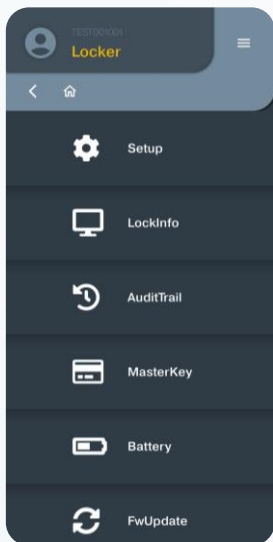 TEST001001
Locker
Setup
LockInfo
AuditTrail
MasterKey
Battery
FwUpdate